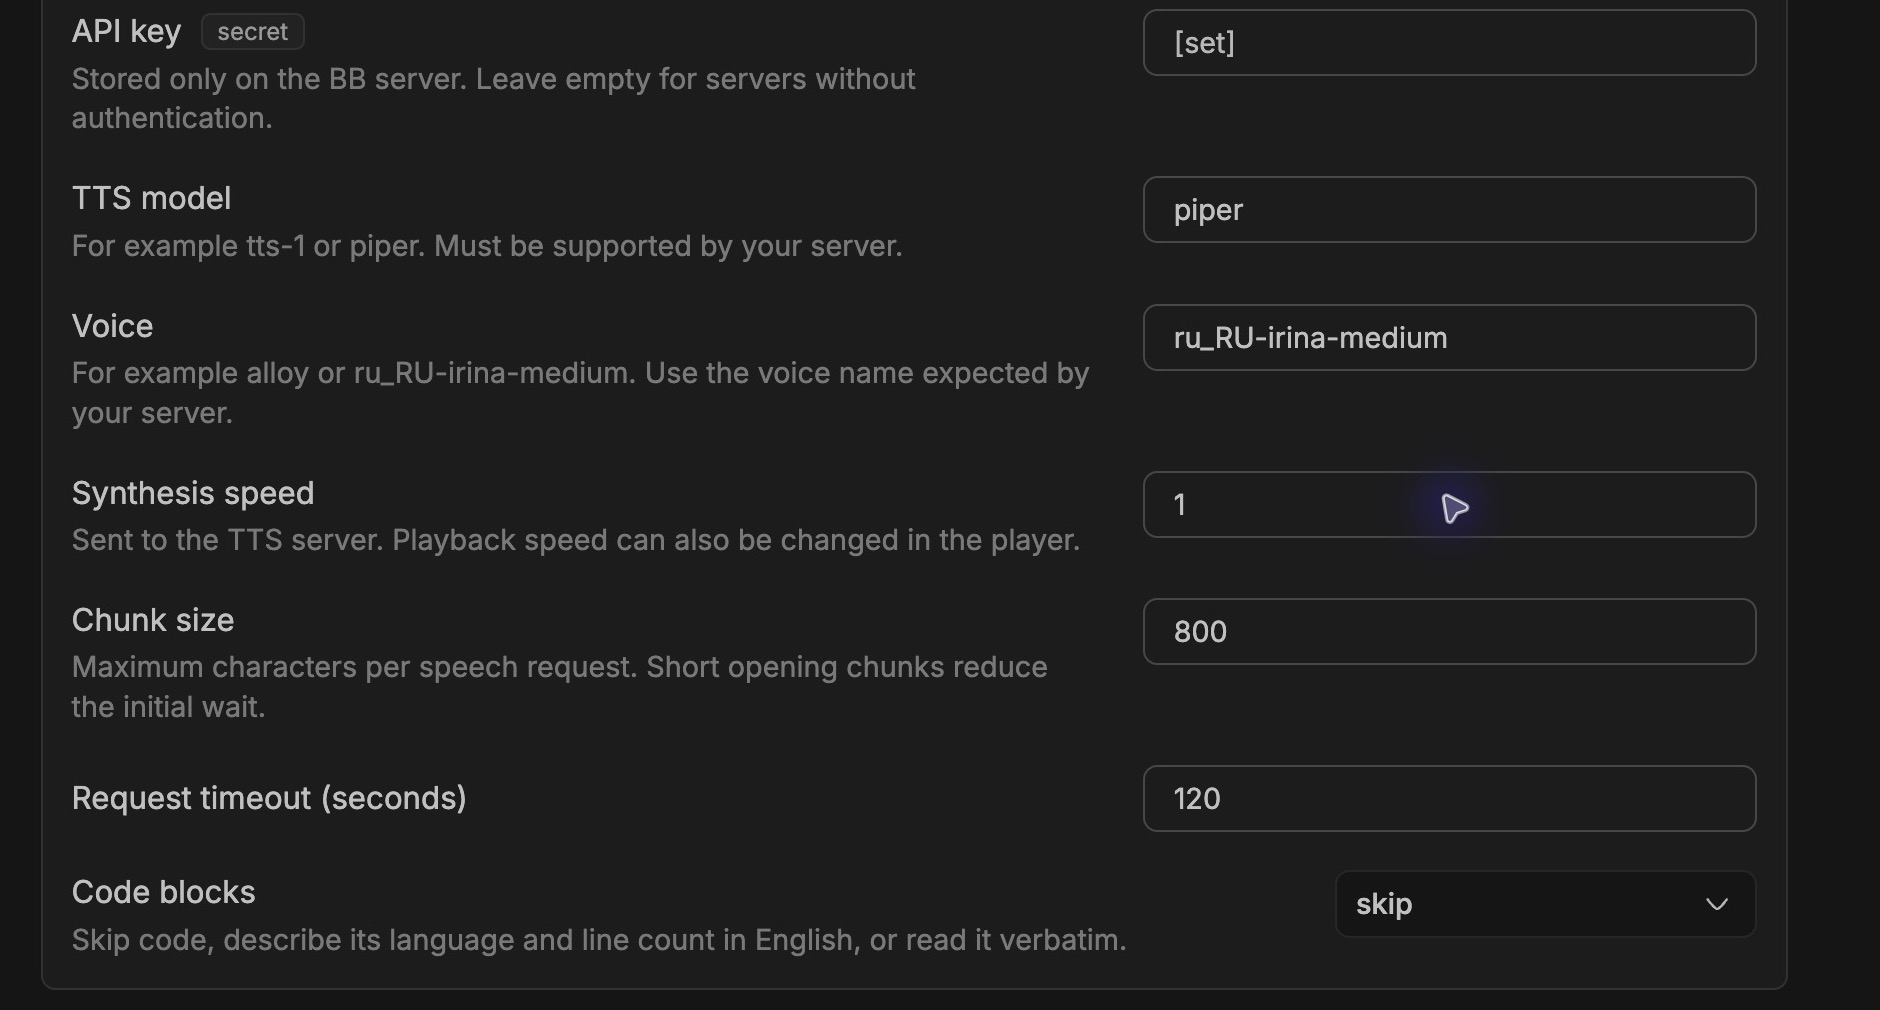 API key secret
[set]
Stored only on the BB server. Leave empty for servers without
authentication.
TTS model
piper
For example tts-1 or piper. Must be supported by your server.
Voice
ru_RU-irina-medium
For example alloy or ru_RU-irina-medium. Use the voice name expected by
your server.
Synthesis speed
1
Sent to the TTS server. Playback speed can also be changed in the player.
Chunk size
800
Maximum characters per speech request. Short opening chunks reduce
the initial wait.
Request timeout (seconds)
120
Code blocks
skip
Skip code, describe its language and line count in English, or read it verbatim.